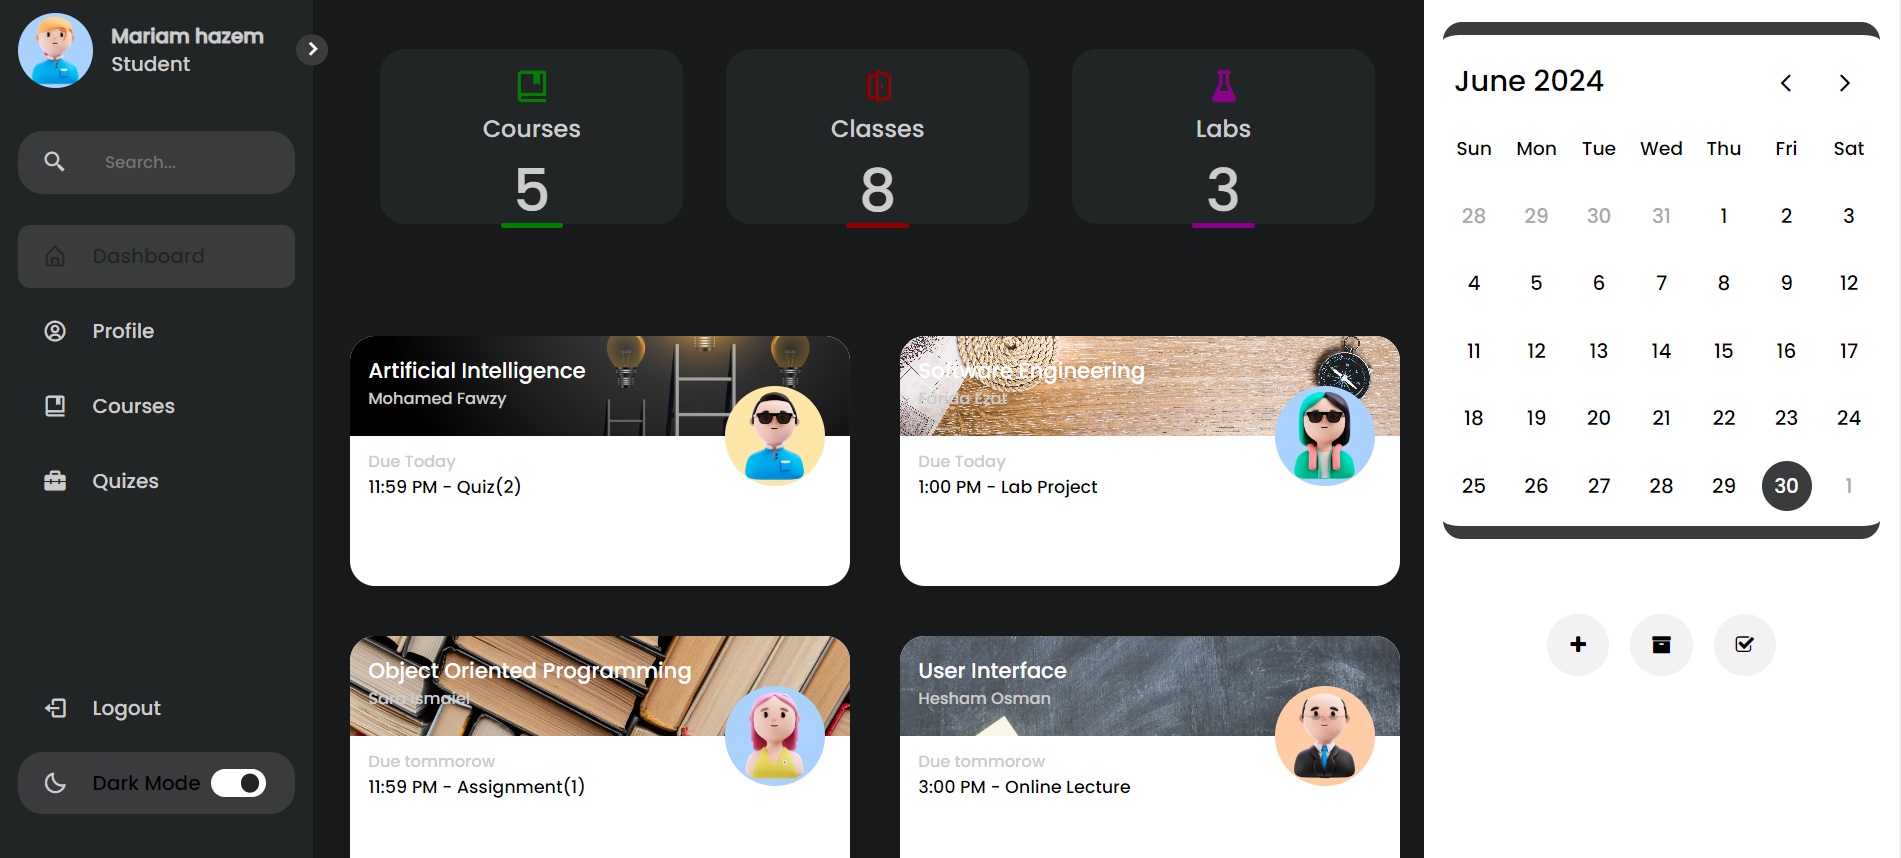 Mariam hazem
Student
Search...
Dashboard
Profile
Courses
Quizes
Logout
Dark Mode
Courses
5
Classes
8
Labs
3
Artificial Intelligence
Mohamed Fawzy
Due Today
11:59 PM - Quiz(2)
Software Engineering
Farida Ezat
Due Today
1:00 PM - Lab Project
Object Oriented Programming
Sara Ismaiel
Due tommorow
11:59 PM - Assignment(1)
User Interface
Hesham Osman
Due tommorow
3:00 PM - Online Lecture
June 2024
Sun Mon Tue Wed Thu Fri Sat
28 29 30 31 1 2 3
4 5 6 7 8 9 12
11 12 13 14 15 16 17
18 19 20 21 22 23 24
25 26 27 28 29 30 1